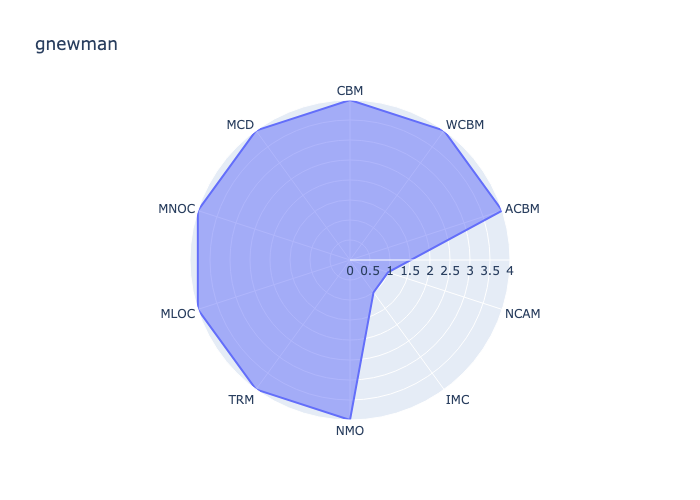 gnewman
CBM
MCD
WCBM
MNOC
ACBM
0 0.5 1 1.5 2 2.5 3 3.5 4
MLOC
NCAM
TRM
IMC
NMO